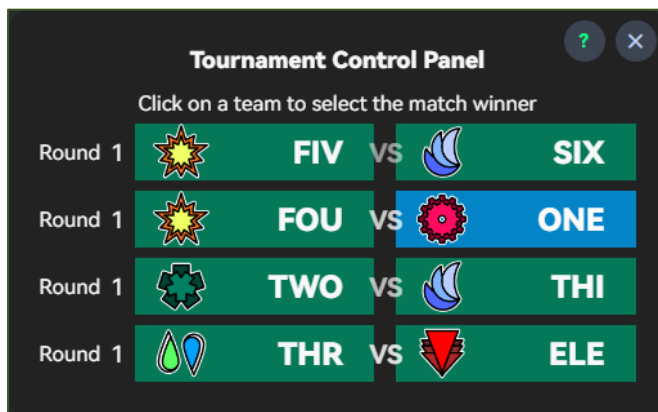 ?
×
Tournament Control Panel
Click on a team to select the match winner
Round 1 FIV VS SIX
Round 1 FOU VS ONE
Round 1 TWO VS THI
Round 1 THR VS ELE